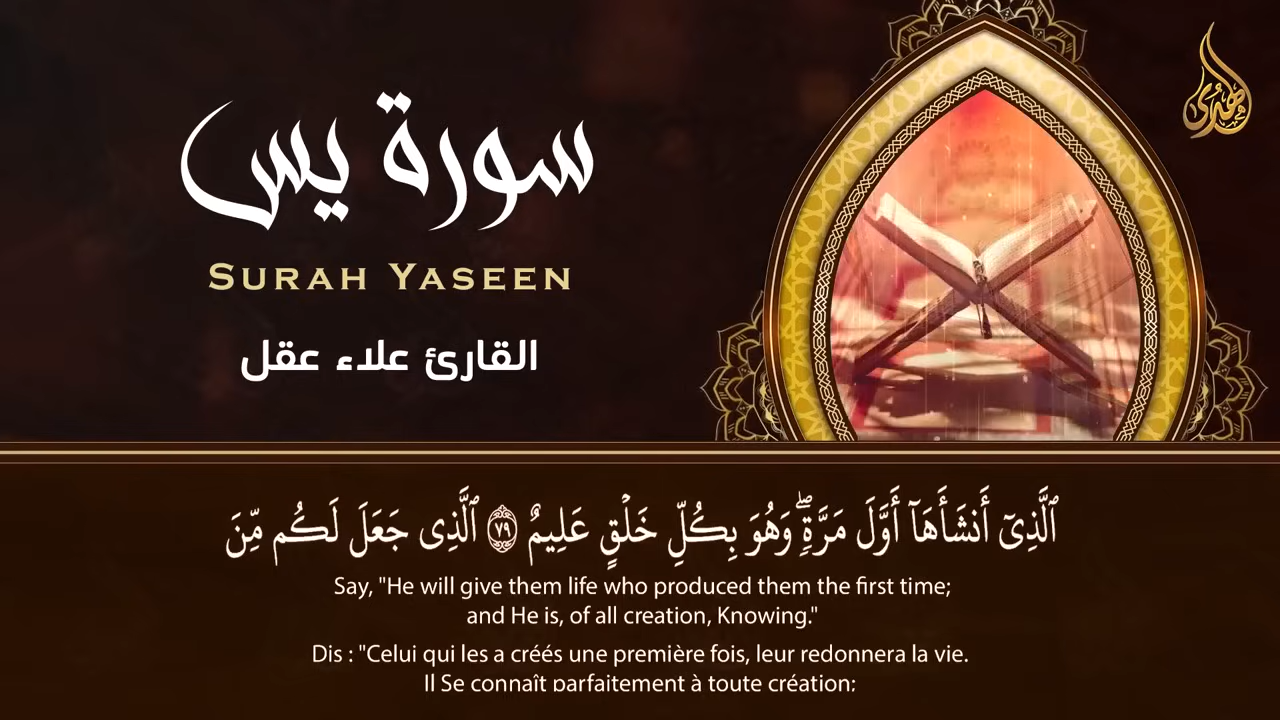 سورة يس
SURAH YASEEN
القارئ علاء عقل
الهدى
ٱلَّذِىٓ أَنشَأَهَآ أَوَّلَ مَرَّةٍۖ وَهُوَ بِكُلِّ خَلْقٍ عَلِيمٌ ٧٩ ٱلَّذِى جَعَلَ لَكُم مِّنَ
Say, "He will give them life who produced them the first time;
and He is, of all creation, Knowing."
Dis : "Celui qui les a créés une première fois, leur redonnera la vie.
Il Se connaît parfaitement à toute création;